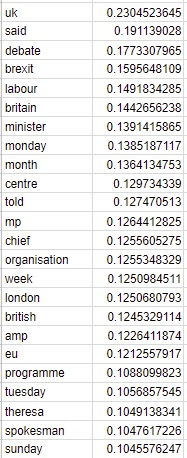 uk 0.2304523645
said 0.191139028
debate 0.1773307965
brexit 0.1595648109
labour 0.1491834285
britain 0.1442656238
minister 0.1391415865
monday 0.1385187117
month 0.1364134753
centre 0.129734339
told 0.127470513
mp 0.1264412825
chief 0.1255605275
organisation 0.1255348329
week 0.1250984511
london 0.1250680793
british 0.1245329114
amp 0.1226411874
eu 0.1212557917
programme 0.1088099823
tuesday 0.1056857545
theresa 0.1049138341
spokesman 0.1047617226
sunday 0.1045576247